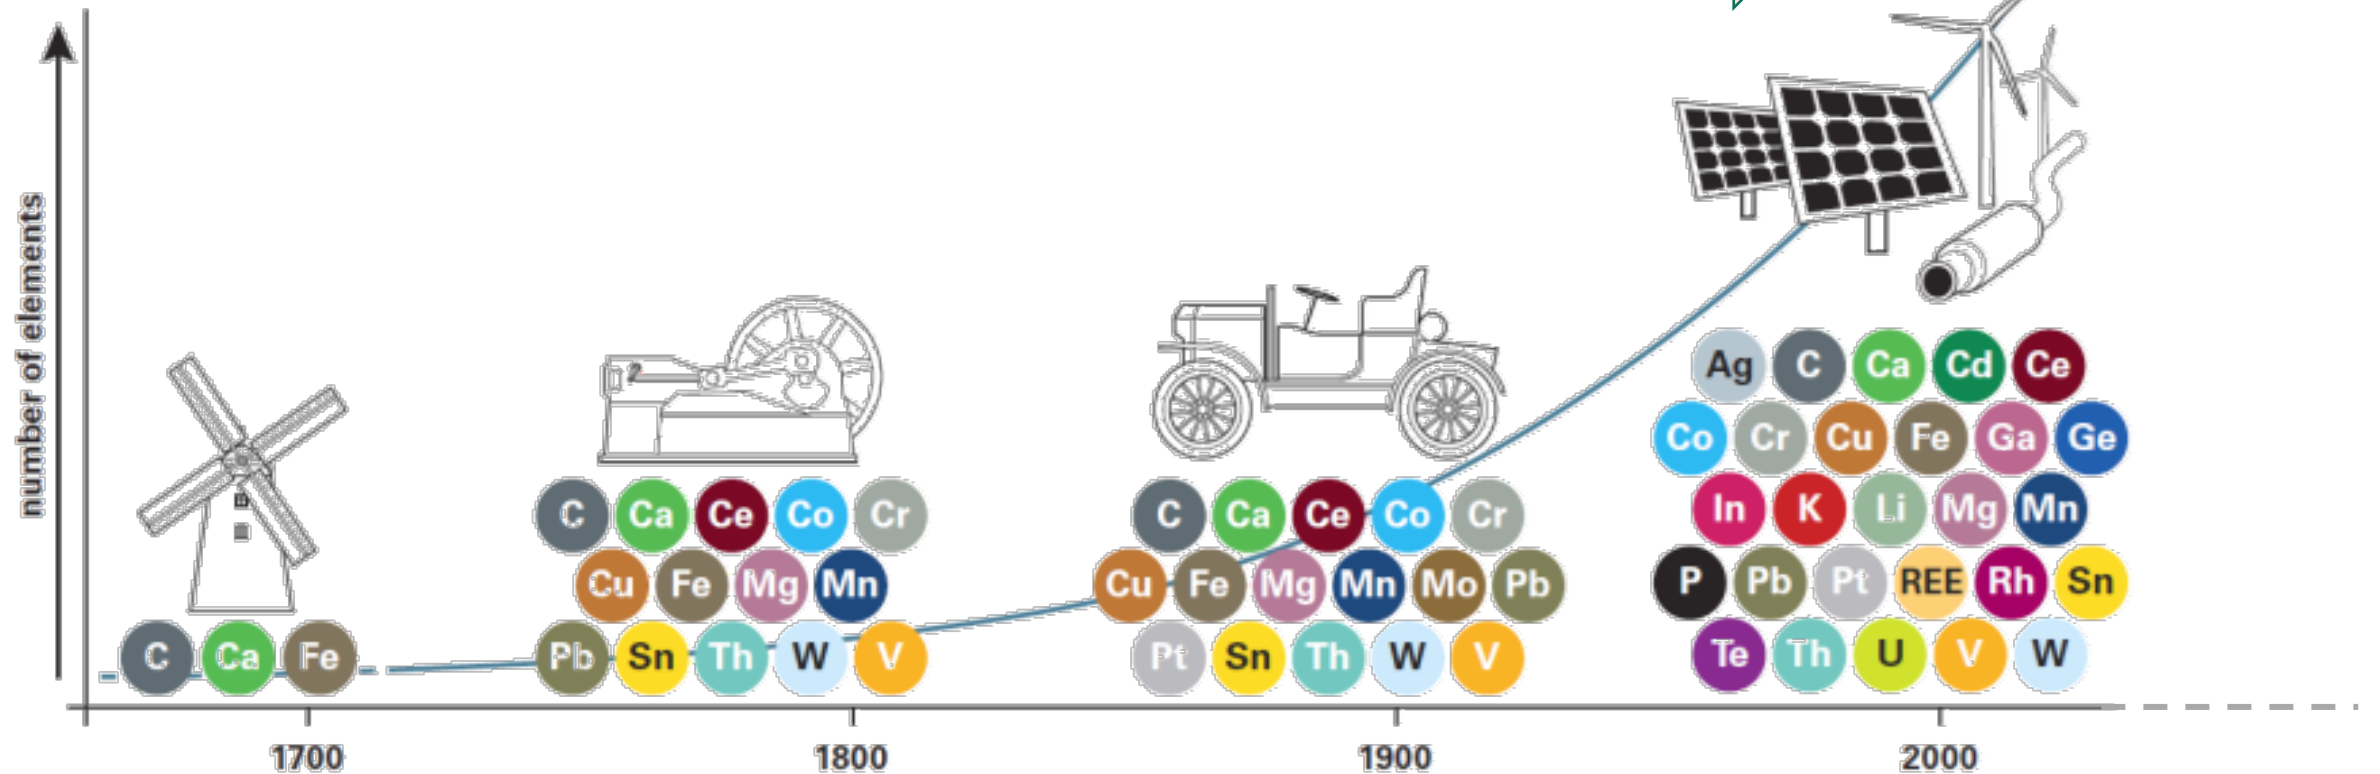 number of elements
C Ca Fe
C Ca Ce Co Cr
Cu Fe Mg Mn
Pb Sn Th W V
C Ca Ce Co Cr
Cu Fe Mg Mn Mo Pb
Pt Sn Th W V
Ag C Ca Cd Ce
Co Cr Cu Fe Ga Ge
In K Li Mg Mn
P Pb Pt REE Rh Sn
Te Th U V W
1700 1800 1900 2000